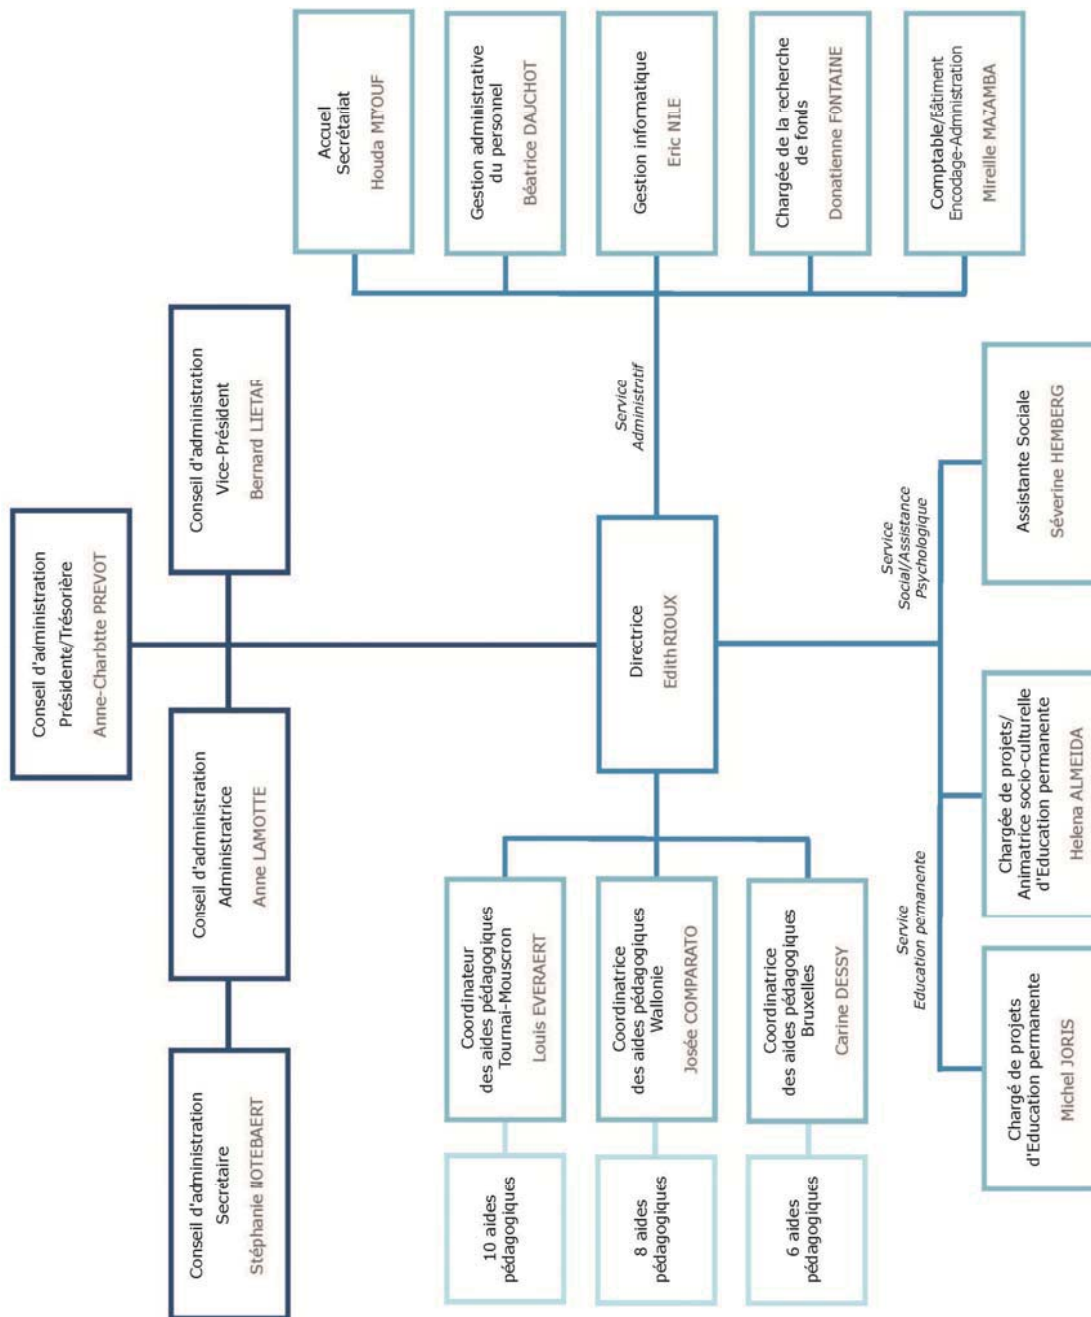 Conseil d'administration
Présidente/Trésorière
Anne-Charlotte PREVOT
Conseil d'administration
Secrétaire
Stéphanie NOTEBAERT
Conseil d'administration
Administratrice
Anne LAMOTTE
Conseil d'administration
Vice-Président
Bernard LIETAR
Directrice
Edith RIOUX
10 aides
pédagogiques
Coordinateur
des aides pédagogiques
Tournai-Mouscron
Louis EVERAERT
8 aides
pédagogiques
Coordinatrice
des aides pédagogiques
Wallonie
Josée COMPARATO
6 aides
pédagogiques
Coordinatrice
des aides pédagogiques
Bruxelles
Carine DESSY
Service
Administratif
Accueil
Secrétariat
Houda
Gestion administrative
du personnel
Béatrice DAUCHOT
Gestion informatique
Eric
Chargée de la recherche
de fonds
Donatienne FONTAINE
Comptable/Bâtiment
Encodage-Administration
Mireille MAZAMBA
Service
Education permanente
Service
Social/Assistance
Psychologique
Chargé de projets
d'Education permanente
Michel JORIS
Chargée de projets/
Animatrice socio-culturelle
d'Education permanente
Helena ALMEIDA
Assistante Sociale
Séverine HEMBERG